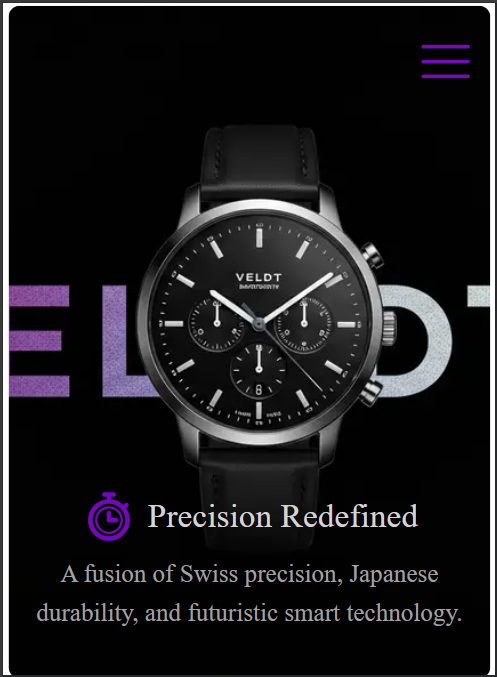 ELDT
VELDT
Precision Redefined
A fusion of Swiss precision, Japanese
durability, and futuristic smart technology.